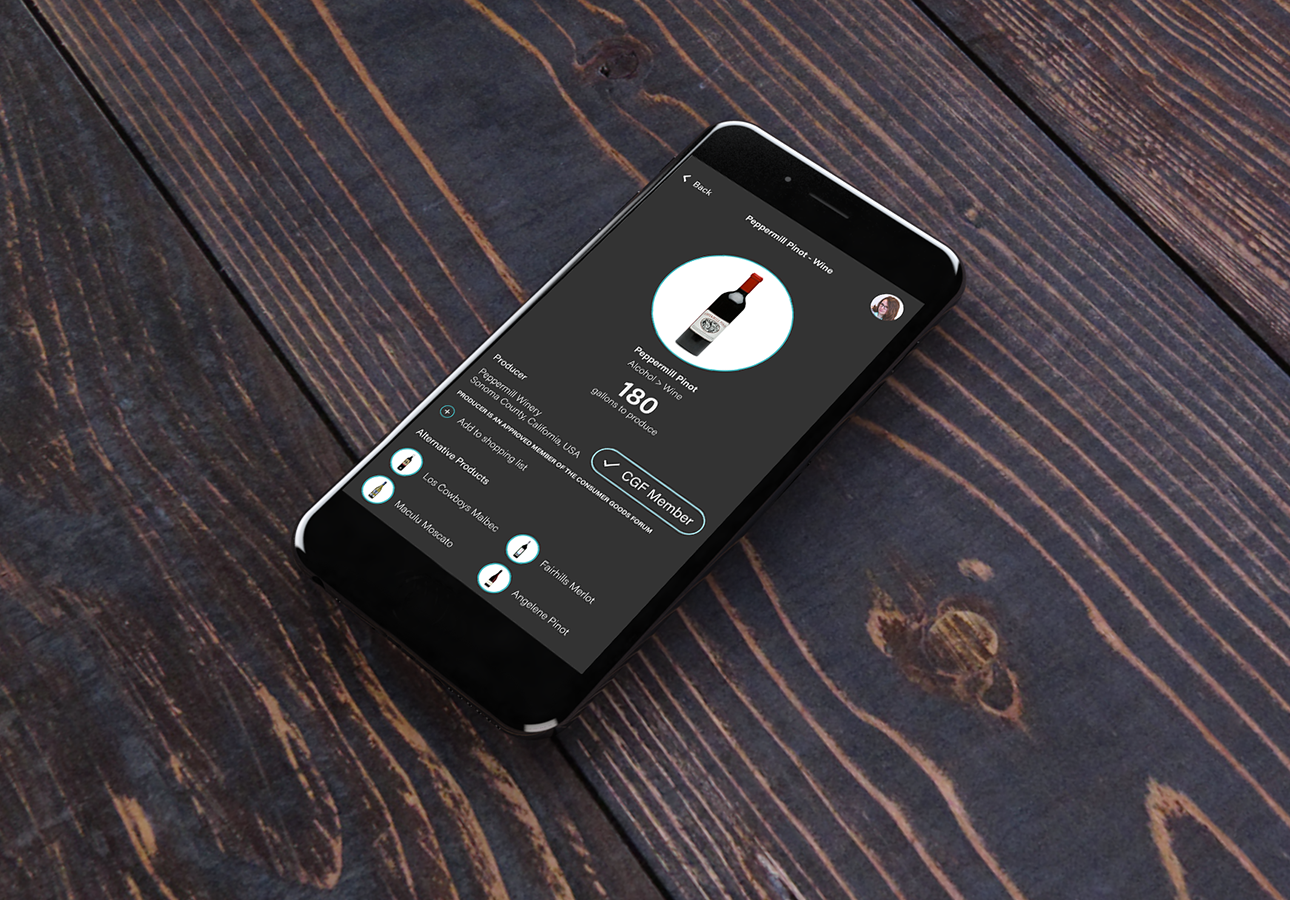 Back
Peppermill Pinot - Wine
Peppermill Pinot
Alcohol > Wine
180
gallons to produce
Producer
Peppermill Winery
Sonoma County, California, USA
CGF Member
PRODUCER IS AN APPROVED MEMBER OF THE CONSUMER GOODS FORUM
Add to shopping list
Alternative Products
Los Cowboys Malbec
Fairhills Merlot
Maculu Moscato
Angelene Pinot